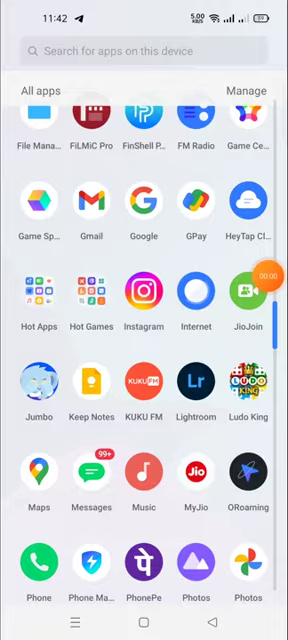 11:42 5.00 KB/S 89
Search for apps on this device
All apps Manage
File Mana... FiLMiC Pro FinShell P... FM Radio Game Ce...
Game Sp... Gmail Google GPay HeyTap Cl...
00:00
Hot Apps Hot Games Instagram Internet JioJoin
KUKU FM Lr LUDO KING
Jumbo Keep Notes KUKU FM Lightroom Ludo King
99+
Jio
Maps Messages Music MyJio ORoaming
पे
Phone Phone Ma... PhonePe Photos Photos